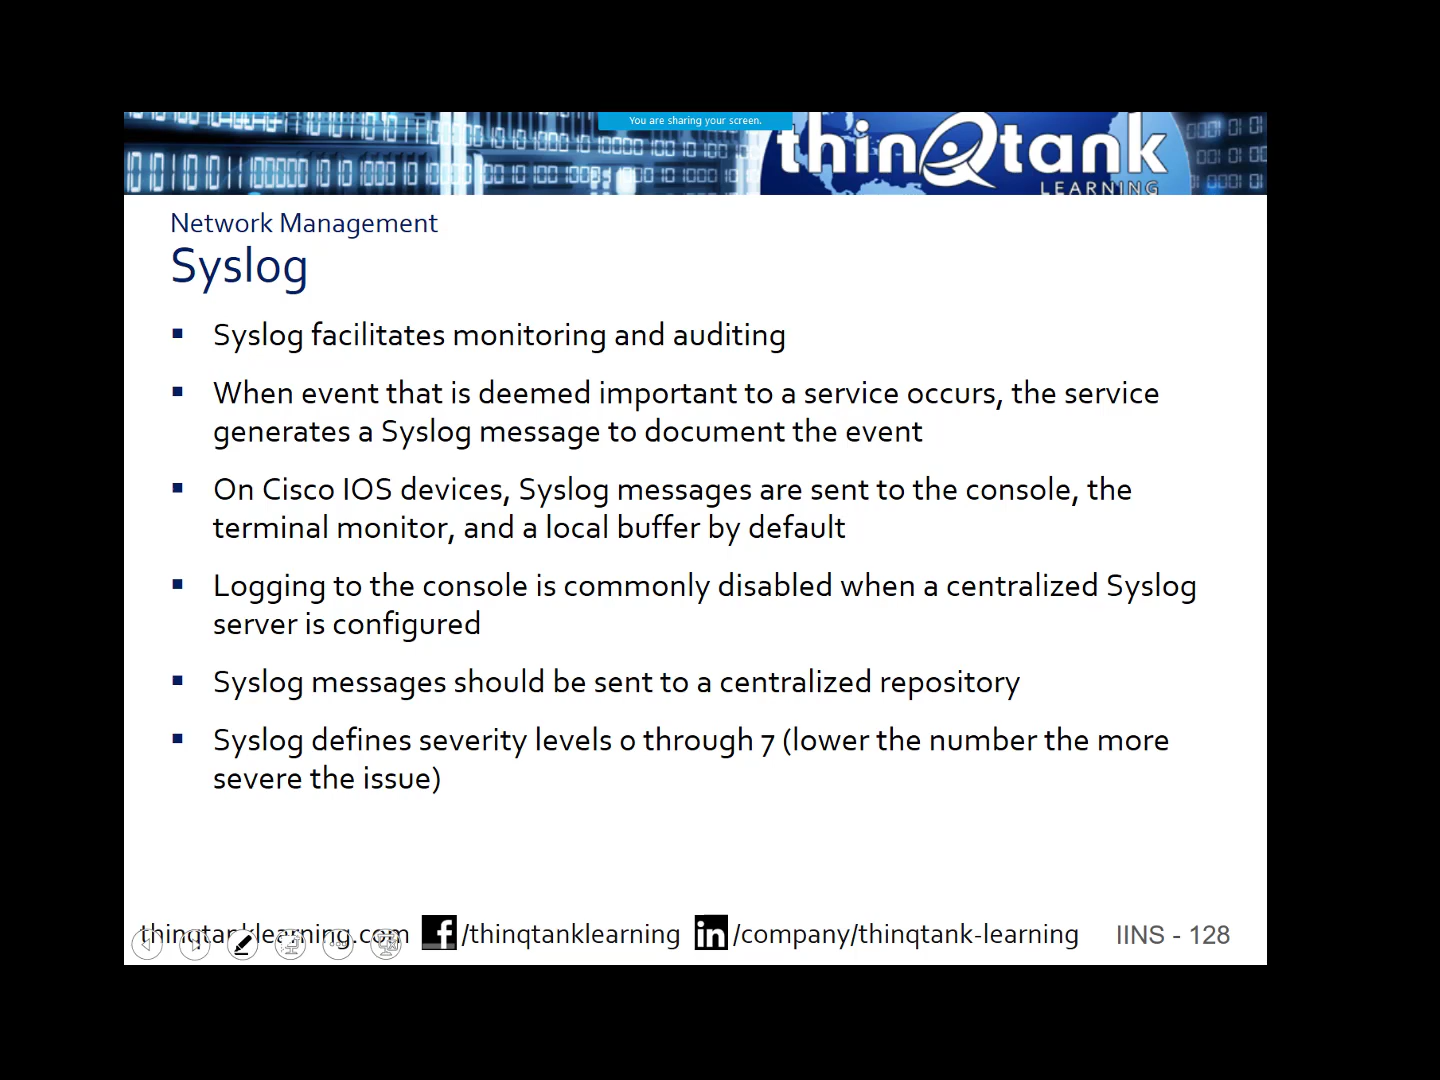 You are sharing your screen.
thinQtank
LEARNING
Network Management
Syslog
▪ Syslog facilitates monitoring and auditing
▪ When event that is deemed important to a service occurs, the service
generates a Syslog message to document the event
▪ On Cisco IOS devices, Syslog messages are sent to the console, the
terminal monitor, and a local buffer by default
▪ Logging to the console is commonly disabled when a centralized Syslog
server is configured
▪ Syslog messages should be sent to a centralized repository
▪ Syslog defines severity levels 0 through 7 (lower the number the more
severe the issue)
thinqtanklearning.com f /thinqtanklearning in /company/thinqtank-learning IINS - 128